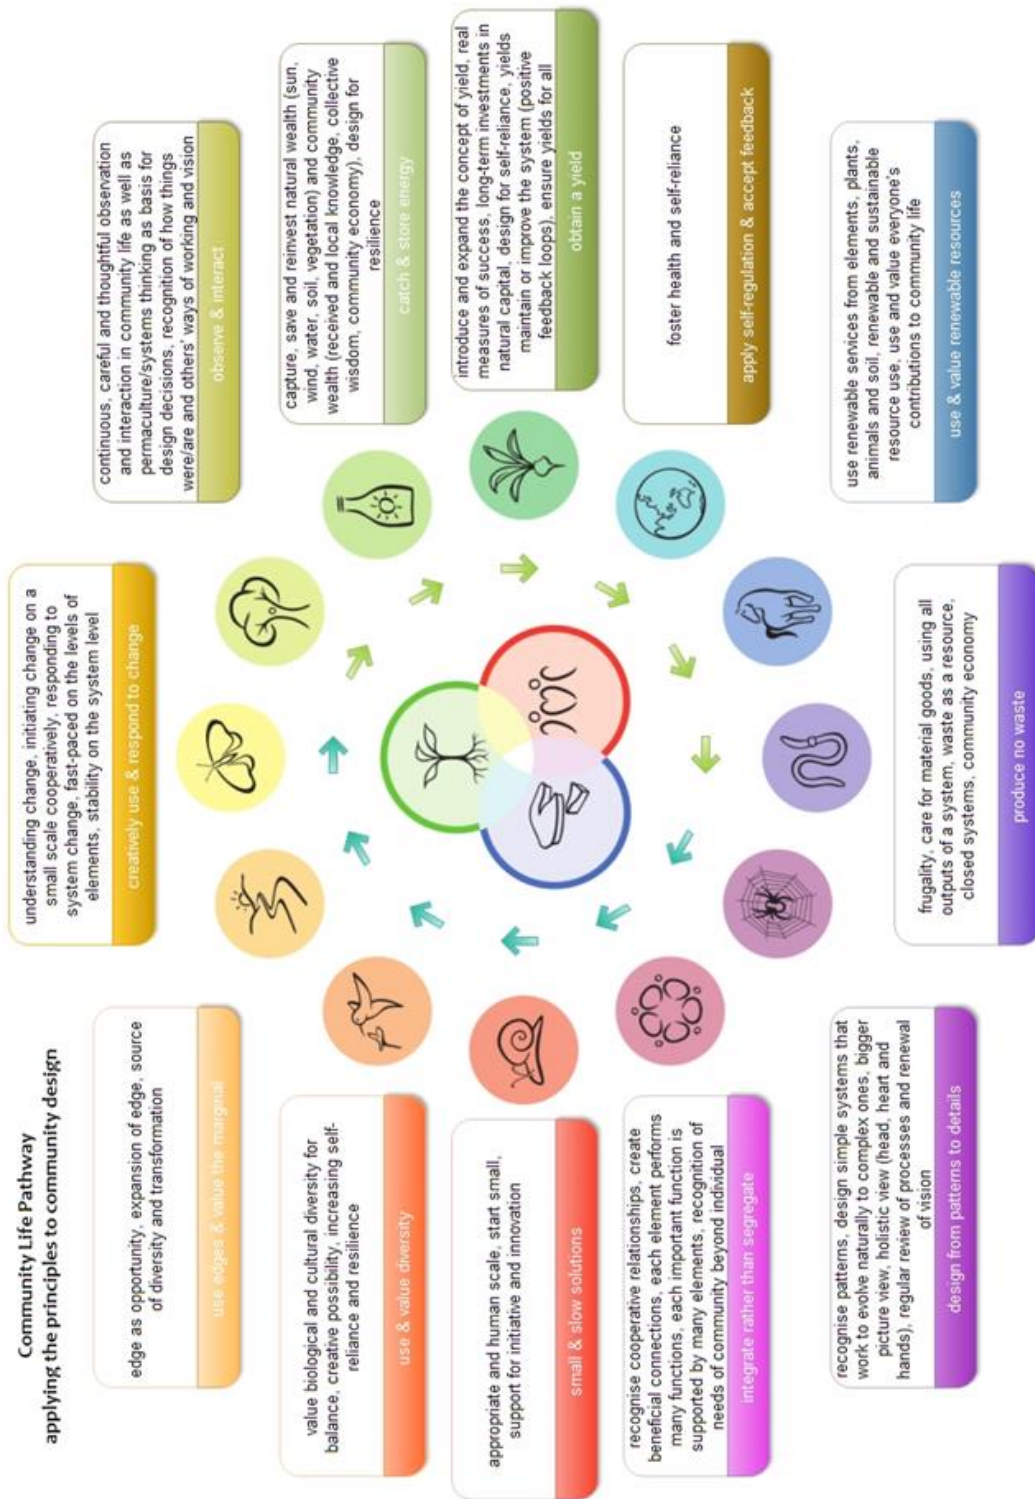 Community Life Pathway
applying the principles to community design
understanding change, initiating change on a
small scale cooperatively, responding to
system change, fast-paced on the levels of
elements, stability on the system level
creatively use & respond to change
continuous, careful and thoughtful observation
and interaction in community life as well as
permaculture/systems thinking as basis for
design decisions, recognition of how things
were/are and others' ways of working and vision
observe & interact
capture, save and reinvest natural wealth (sun,
wind, water, soil, vegetation) and community
wealth (received and local knowledge, collective
wisdom, community economy), design for
resilience
catch & store energy
introduce and expand the concept of yield, real
measures of success, long-term investments in
natural capital, design for self-reliance, yields
maintain or improve the system (positive
feedback loops), ensure yields for all
obtain a yield
foster health and self-reliance
apply self-regulation & accept feedback
use renewable services from elements, plants,
animals and soil, renewable and sustainable
resource use, use and value everyone's
contributions to community life
use & value renewable resources
frugality, care for material goods, using all
outputs of a system, waste as a resource,
closed systems, community economy
produce no waste
recognise patterns, design simple systems that
work to evolve naturally to complex ones, bigger
picture view, holistic view (head, heart and
hands), regular review of processes and renewal
of vision
design from patterns to details
recognise cooperative relationships, create
beneficial connections, each element performs
many functions, each important function is
supported by many elements, recognition of
needs of community beyond individual
integrate rather than segregate
appropriate and human scale, start small,
support for initiative and innovation
small & slow solutions
value biological and cultural diversity for
balance, creative possibility, increasing self-
reliance and resilience
use & value diversity
edge as opportunity, expansion of edge, source
of diversity and transformation
use edges & value the marginal